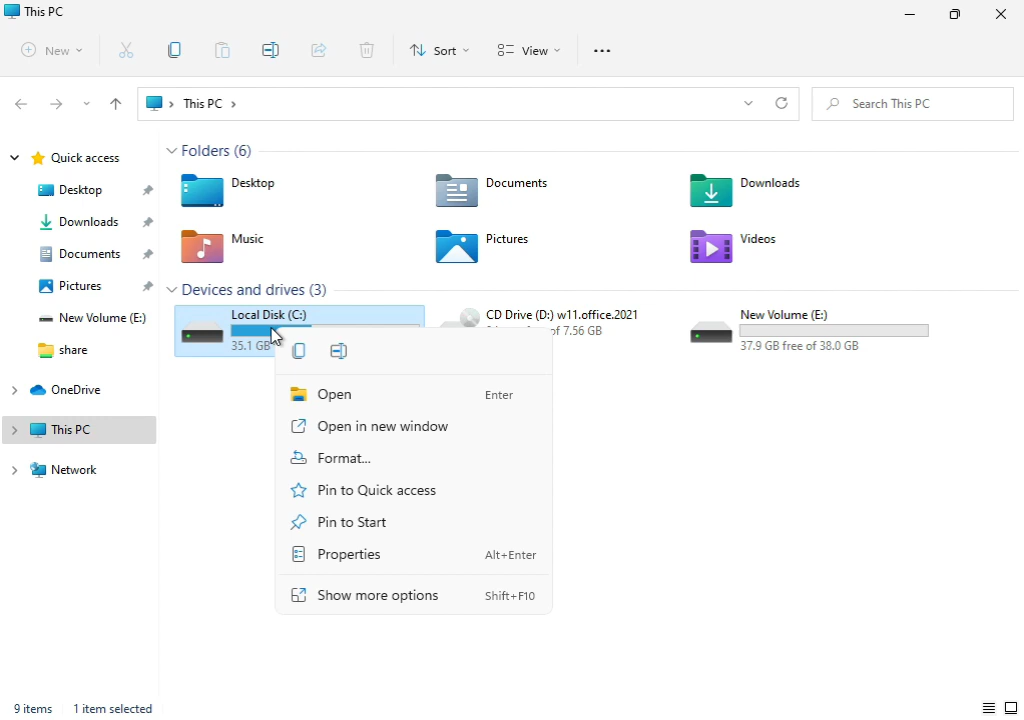 This PC
New
Sort
View
This PC
Search This PC
Quick access
Desktop
Downloads
Documents
Pictures
New Volume (E:)
share
OneDrive
This PC
Network
Folders (6)
Desktop
Documents
Downloads
Music
Pictures
Videos
Devices and drives (3)
Local Disk (C:)
35.1 GB
CD Drive (D:) w11.office.2021
of 7.56 GB
New Volume (E:)
37.9 GB free of 38.0 GB
Open Enter
Open in new window
Format...
Pin to Quick access
Pin to Start
Properties Alt+Enter
Show more options Shift+F10
9 items 1 item selected